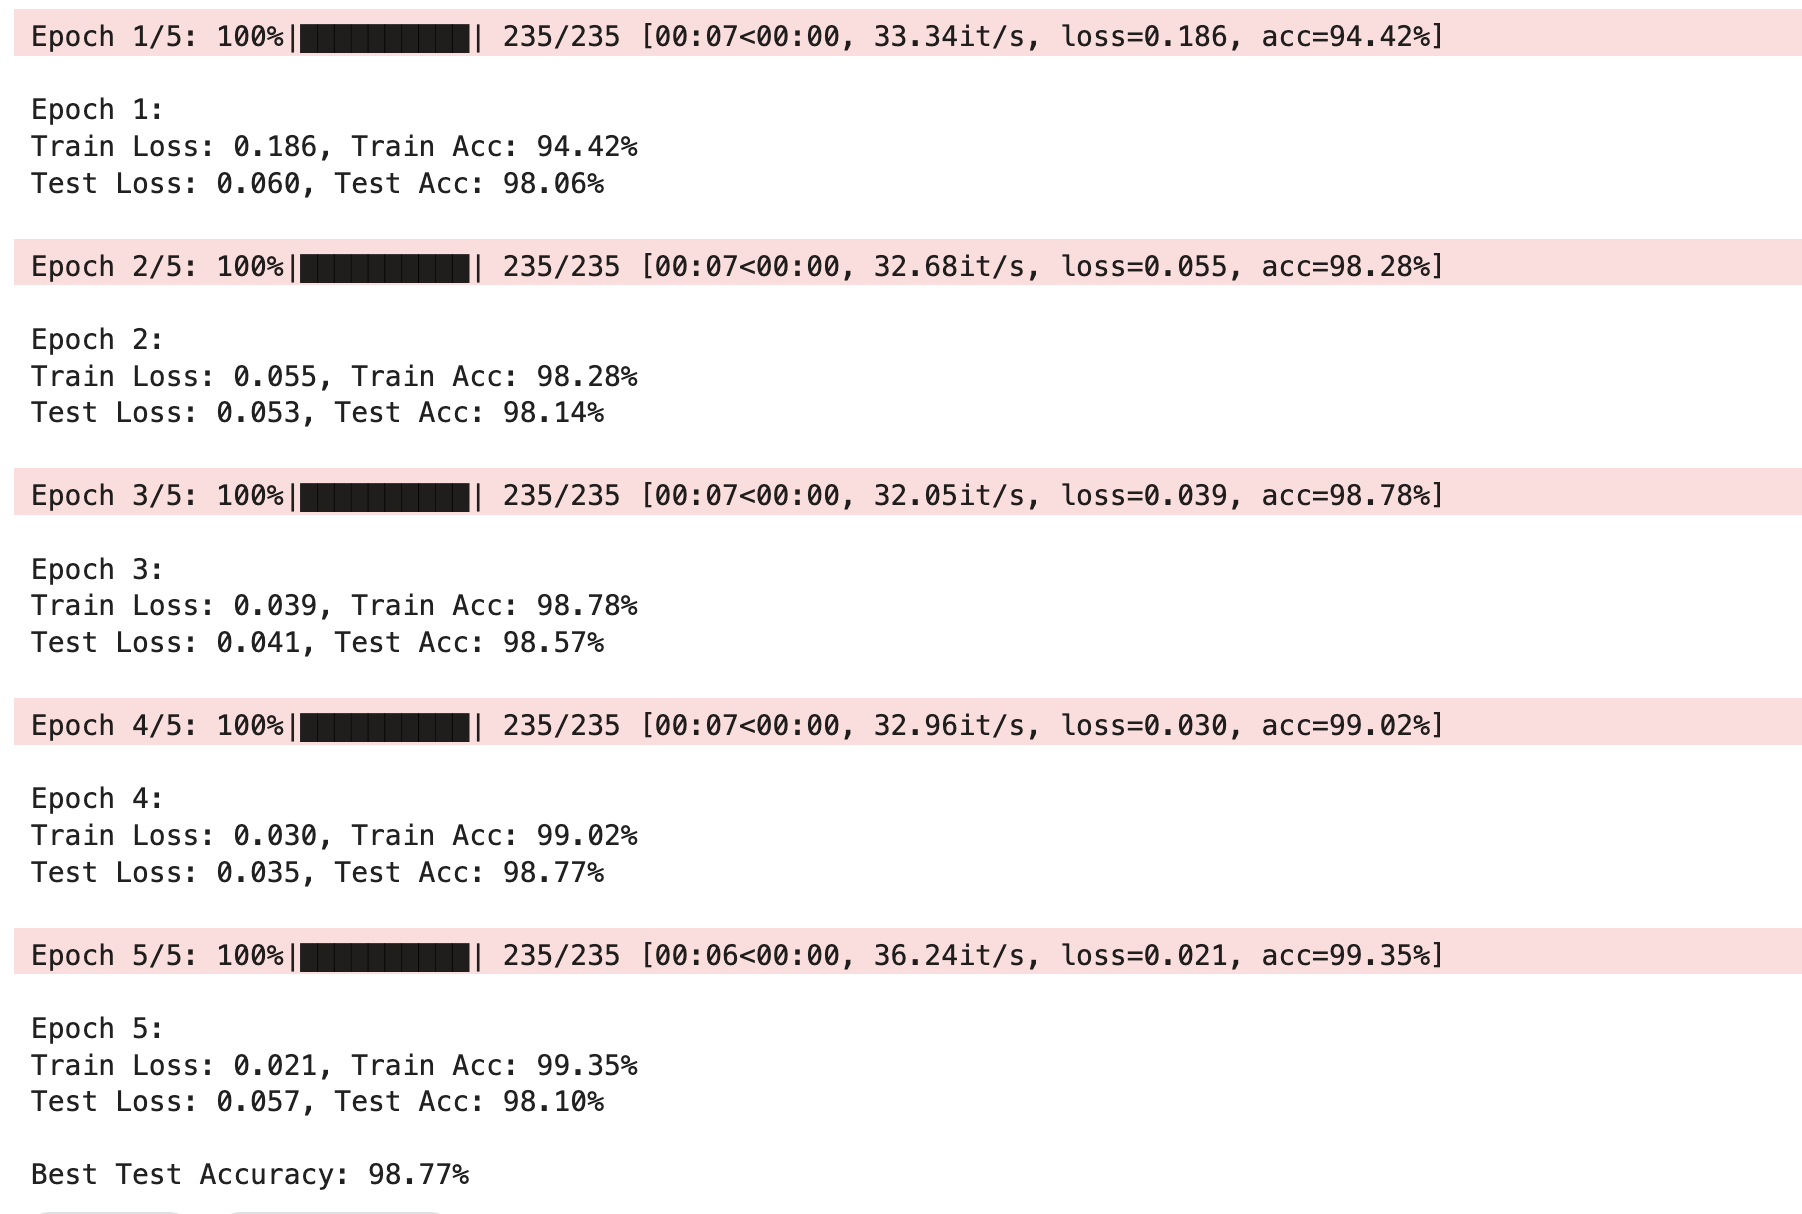 Epoch 1/5: 100%|██████████| 235/235 [00:07<00:00, 33.34it/s, loss=0.186, acc=94.42%]
Epoch 1:
Train Loss: 0.186, Train Acc: 94.42%
Test Loss: 0.060, Test Acc: 98.06%
Epoch 2/5: 100%|██████████| 235/235 [00:07<00:00, 32.68it/s, loss=0.055, acc=98.28%]
Epoch 2:
Train Loss: 0.055, Train Acc: 98.28%
Test Loss: 0.053, Test Acc: 98.14%
Epoch 3/5: 100%|██████████| 235/235 [00:07<00:00, 32.05it/s, loss=0.039, acc=98.78%]
Epoch 3:
Train Loss: 0.039, Train Acc: 98.78%
Test Loss: 0.041, Test Acc: 98.57%
Epoch 4/5: 100%|██████████| 235/235 [00:07<00:00, 32.96it/s, loss=0.030, acc=99.02%]
Epoch 4:
Train Loss: 0.030, Train Acc: 99.02%
Test Loss: 0.035, Test Acc: 98.77%
Epoch 5/5: 100%|██████████| 235/235 [00:06<00:00, 36.24it/s, loss=0.021, acc=99.35%]
Epoch 5:
Train Loss: 0.021, Train Acc: 99.35%
Test Loss: 0.057, Test Acc: 98.10%
Best Test Accuracy: 98.77%